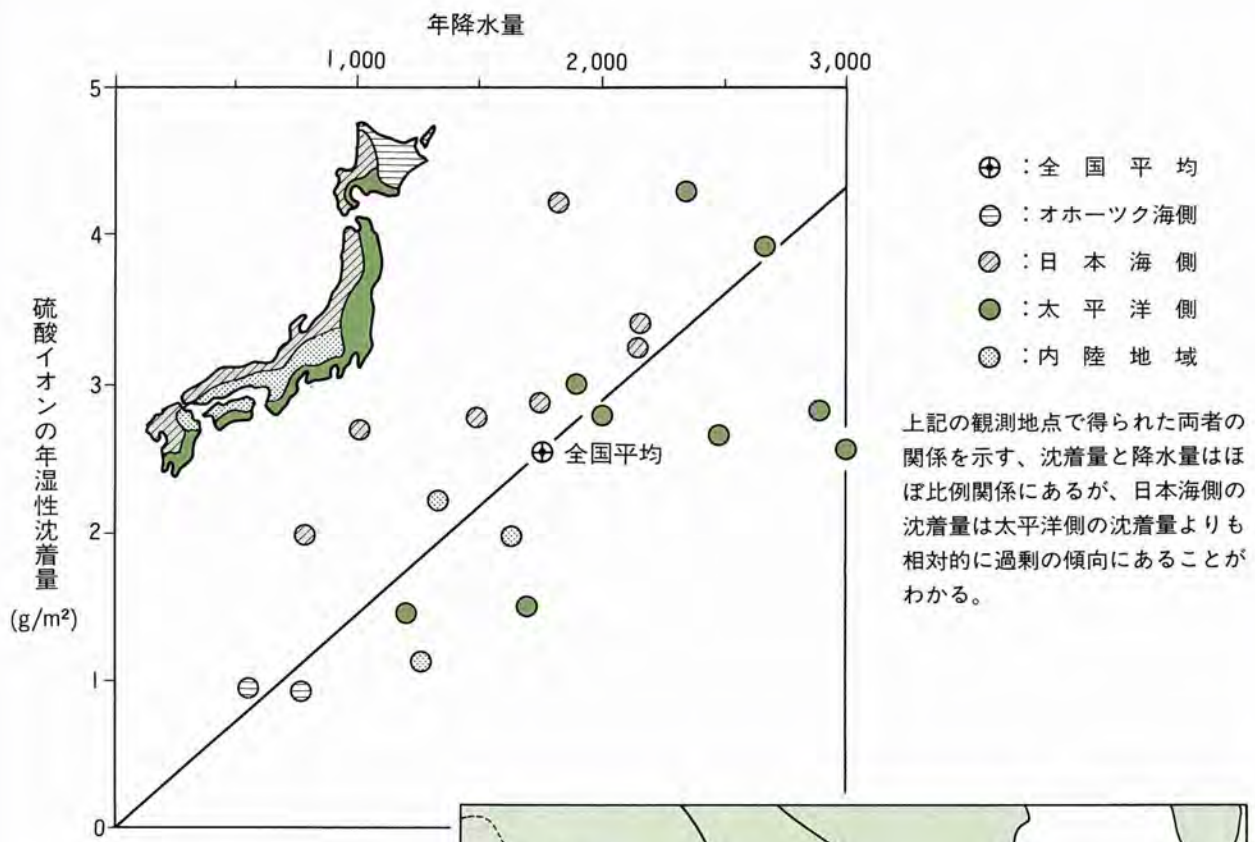 年降水量
1,000
2,000
3,000
5
4
3
2
1
0
硫酸イオンの年湿性沈着量
(g/m²)
全国平均
：全国平均
：オホーツク海側
：日本海側
：太平洋側
：内陸地域
上記の観測地点で得られた両者の
関係を示す、沈着量と降水量はほ
ぼ比例関係にあるが、日本海側の
沈着量は太平洋側の沈着量よりも
相対的に過剰の傾向にあることが
わかる。